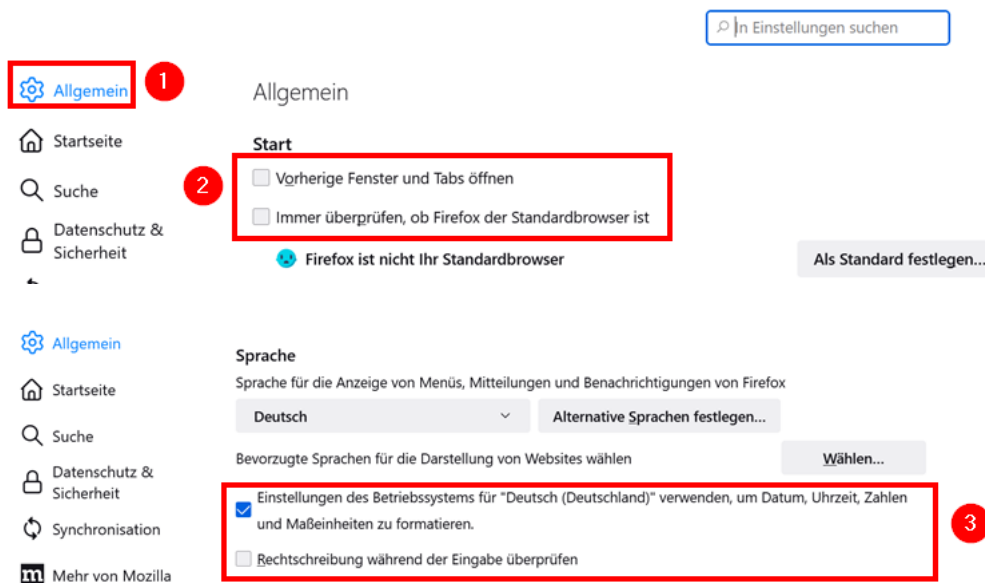 In Einstellungen suchen
Allgemein
1
Allgemein
Startseite
Start
2
Vorherige Fenster und Tabs öffnen
Suche
Immer überprüfen, ob Firefox der Standardbrowser ist
Datenschutz &
Sicherheit
Firefox ist nicht Ihr Standardbrowser
Als Standard festlegen...
Allgemein
Sprache
Startseite
Sprache für die Anzeige von Menüs, Mitteilungen und Benachrichtigungen von Firefox
Deutsch
Alternative Sprachen festlegen...
Suche
Bevorzugte Sprachen für die Darstellung von Websites wählen
Wählen...
Datenschutz &
Sicherheit
Einstellungen des Betriebssystems für "Deutsch (Deutschland)" verwenden, um Datum, Uhrzeit, Zahlen
und Maßeinheiten zu formatieren.
3
Synchronisation
Rechtschreibung während der Eingabe überprüfen
m Mehr von Mozilla